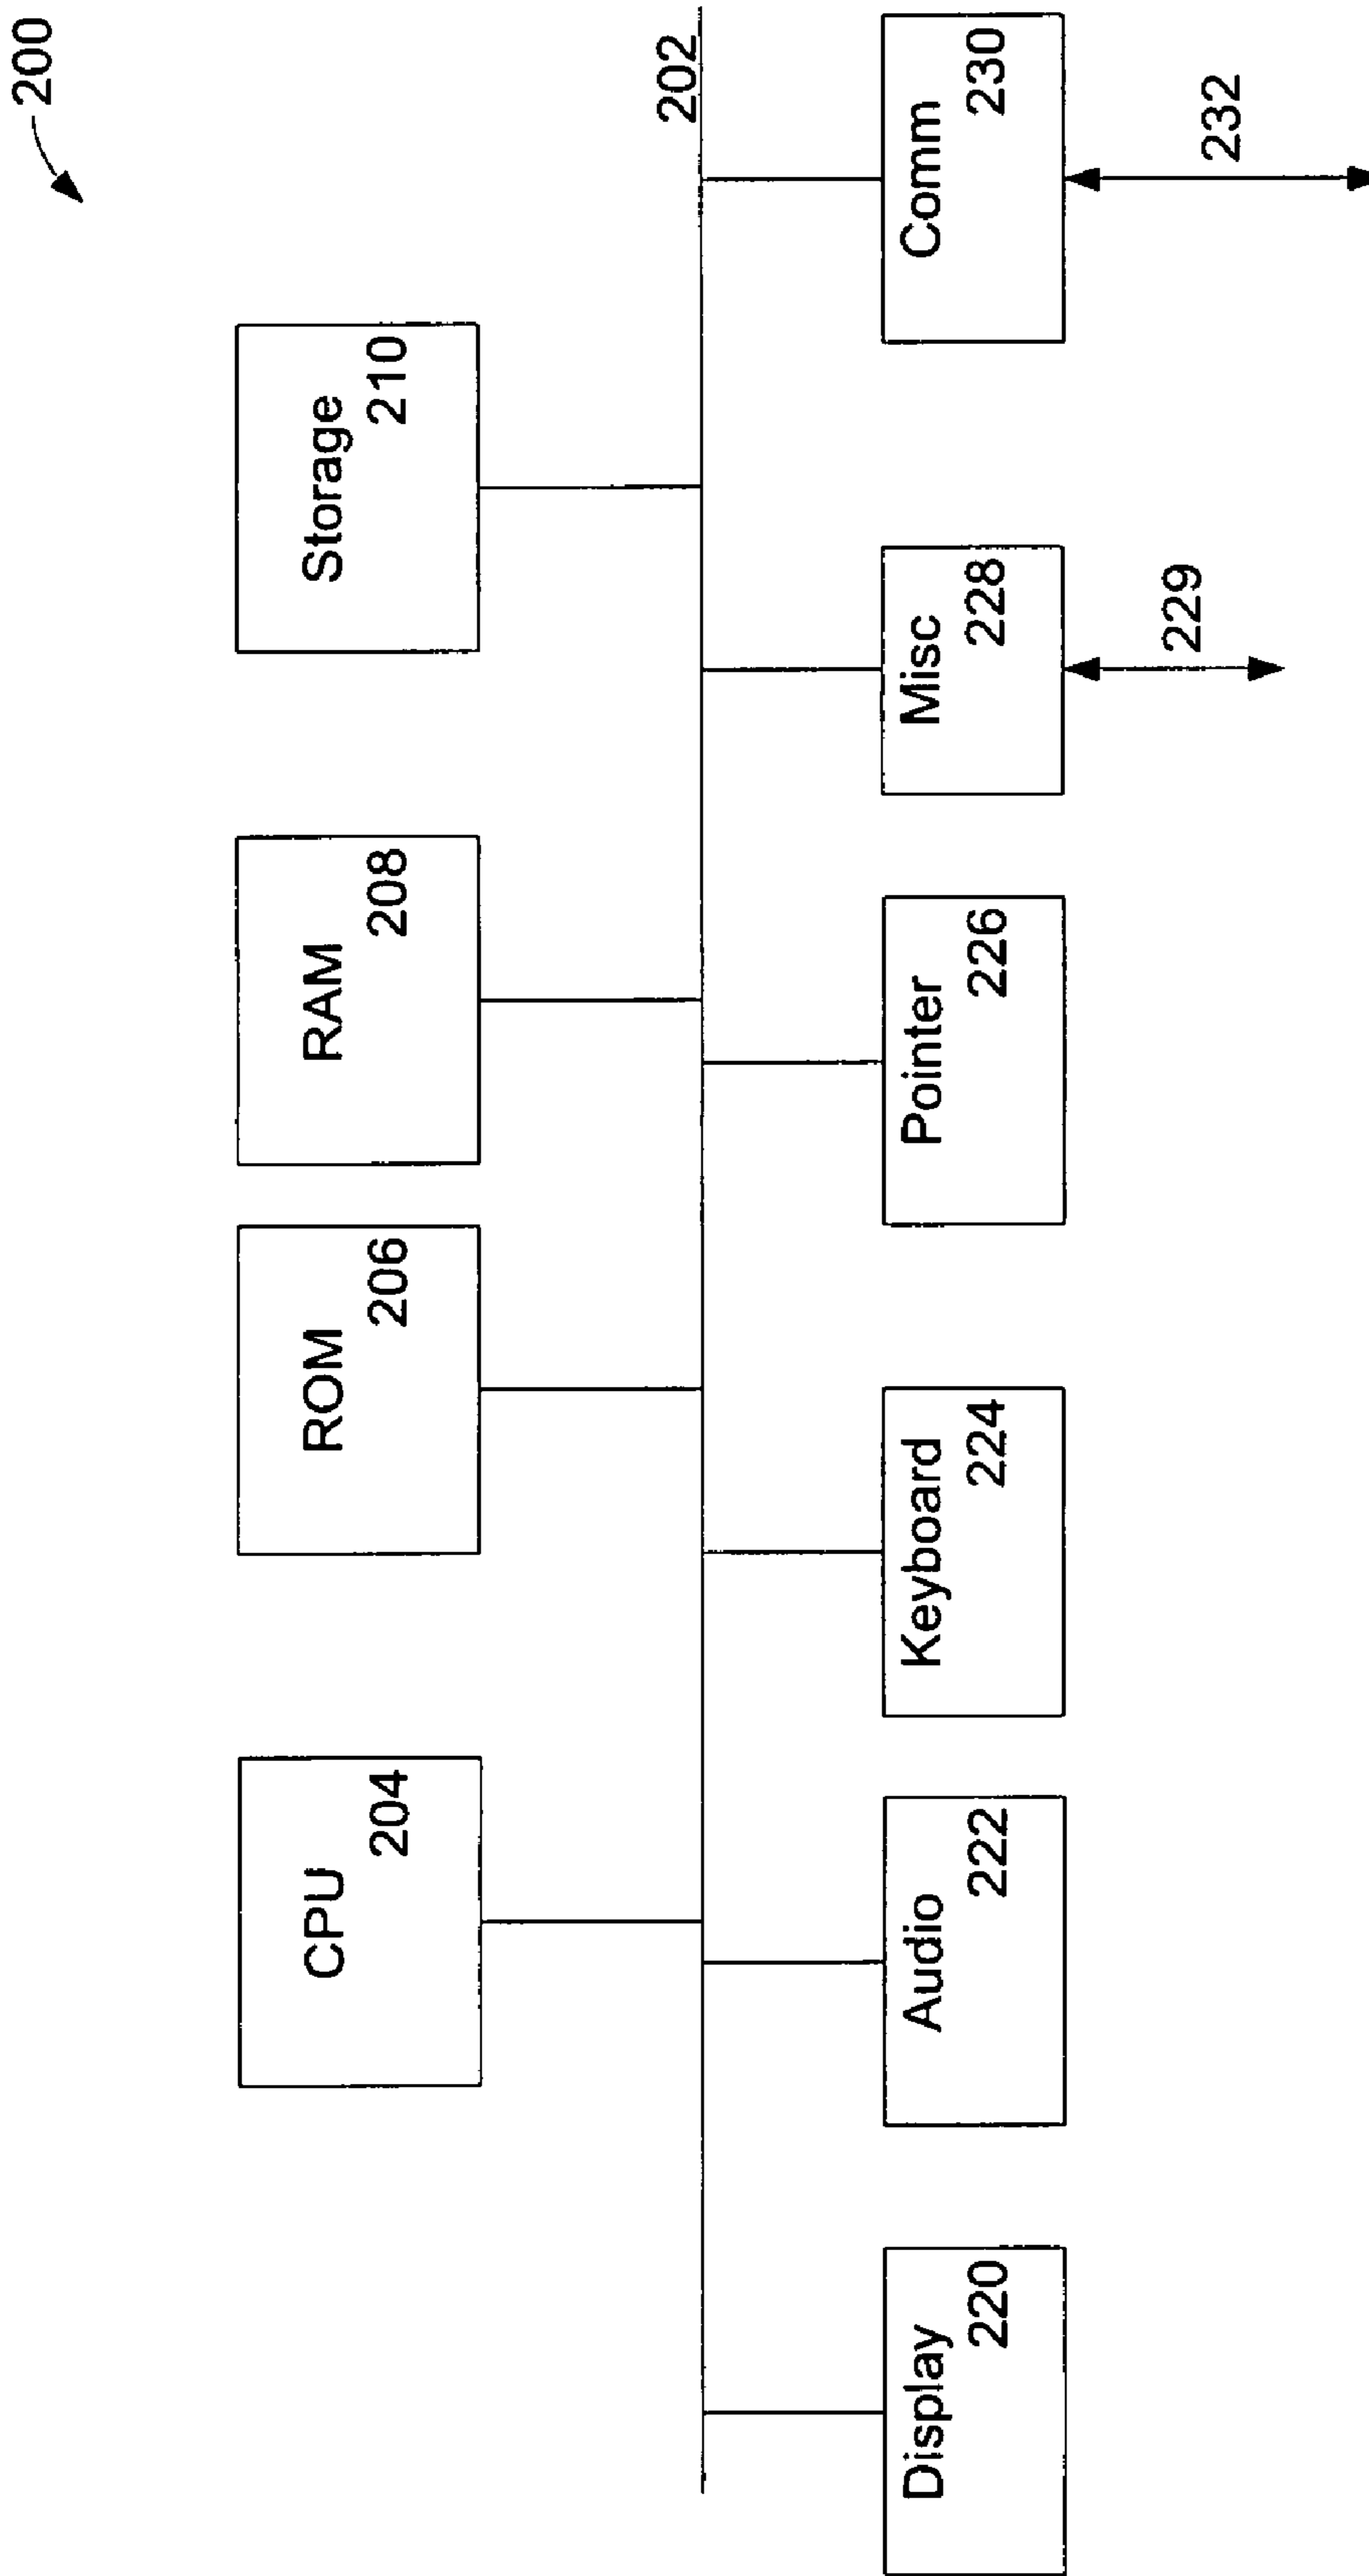 200
CPU
204
ROM
206
RAM
208
Storage
210
202
Display
220
Audio
222
Keyboard
224
Pointer
226
Misc
228
Comm
230
229
232